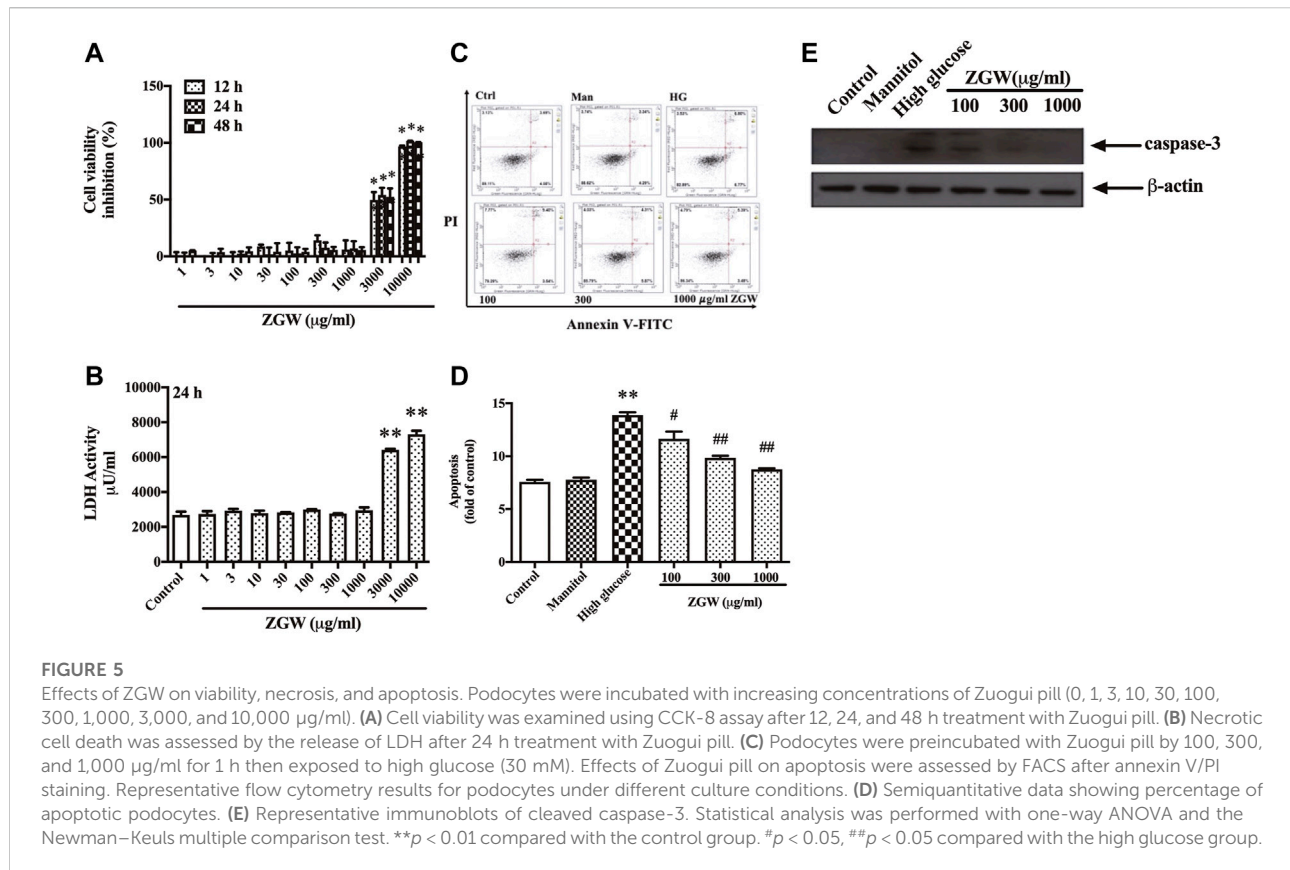 A
150
100
50
0
Cell viability
inhibition (%)
12 h
24 h
48 h
* * *
* * *
1
3
10
30
100
300
1000
3000
10000
ZGW (µg/ml)
C
Ctrl
Man
HG
PI
100
300
1000 µg/ml ZGW
Annexin V-FITC
E
Control
Mannitol
High glucose
ZGW(µg/ml)
100 300 1000
caspase-3
β-actin
B
10000
8000
6000
4000
2000
0
LDH Activity
µU/ml
24 h
**
**
Control
1
3
10
30
100
300
1000
3000
10000
ZGW (µg/ml)
D
15
10
5
0
Apoptosis
(fold of control)
**
#
##
##
Control
Mannitol
High glucose
100
300
1000
ZGW (µg/ml)
FIGURE 5
Effects of ZGW on viability, necrosis, and apoptosis. Podocytes were incubated with increasing concentrations of Zuogui pill (0, 1, 3, 10, 30, 100,
300, 1,000, 3,000, and 10,000 µg/ml). (A) Cell viability was examined using CCK-8 assay after 12, 24, and 48 h treatment with Zuogui pill. (B) Necrotic
cell death was assessed by the release of LDH after 24 h treatment with Zuogui pill. (C) Podocytes were preincubated with Zuogui pill by 100, 300,
and 1,000 µg/ml for 1 h then exposed to high glucose (30 mM). Effects of Zuogui pill on apoptosis were assessed by FACS after annexin V/PI
staining. Representative flow cytometry results for podocytes under different culture conditions. (D) Semiquantitative data showing percentage of
apoptotic podocytes. (E) Representative immunoblots of cleaved caspase-3. Statistical analysis was performed with one-way ANOVA and the
Newman–Keuls multiple comparison test. **p < 0.01 compared with the control group. #p < 0.05, ##p < 0.05 compared with the high glucose group.